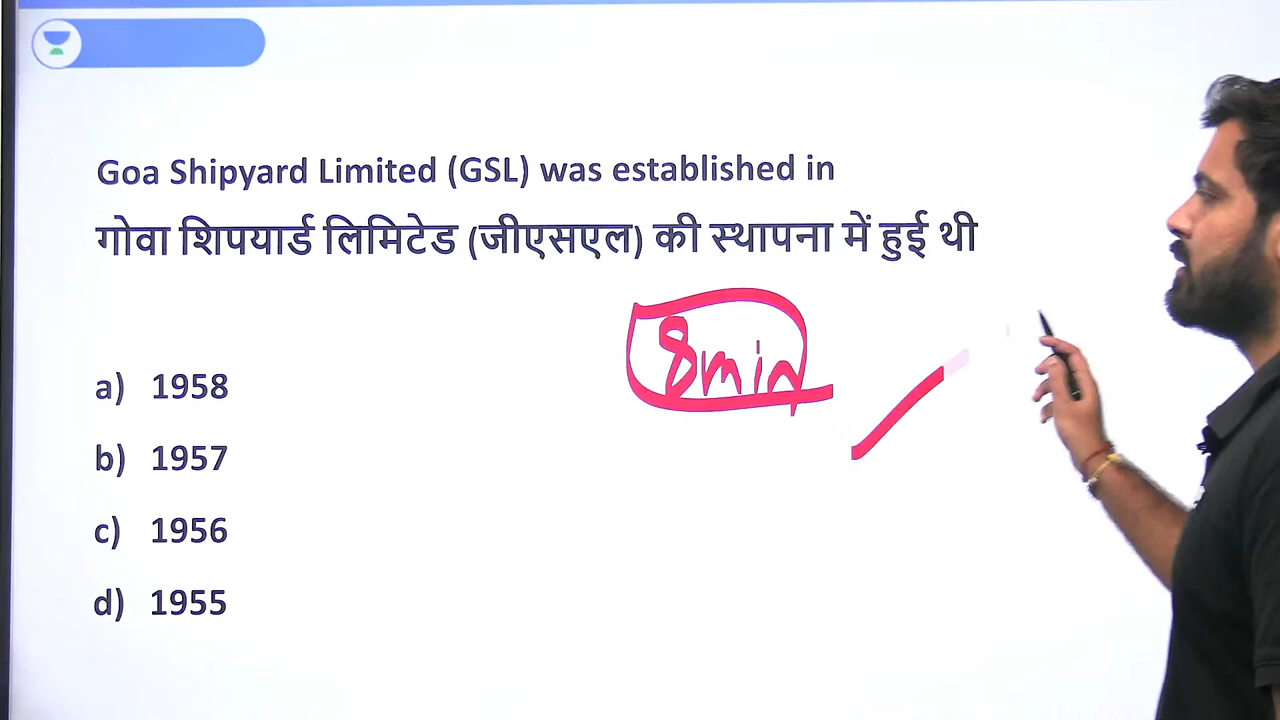 Goa Shipyard Limited (GSL) was established in
गोवा शिपयार्ड लिमिटेड (जीएसएल) की स्थापना में हुई थी
8min
a) 1958
b) 1957
c) 1956
d) 1955